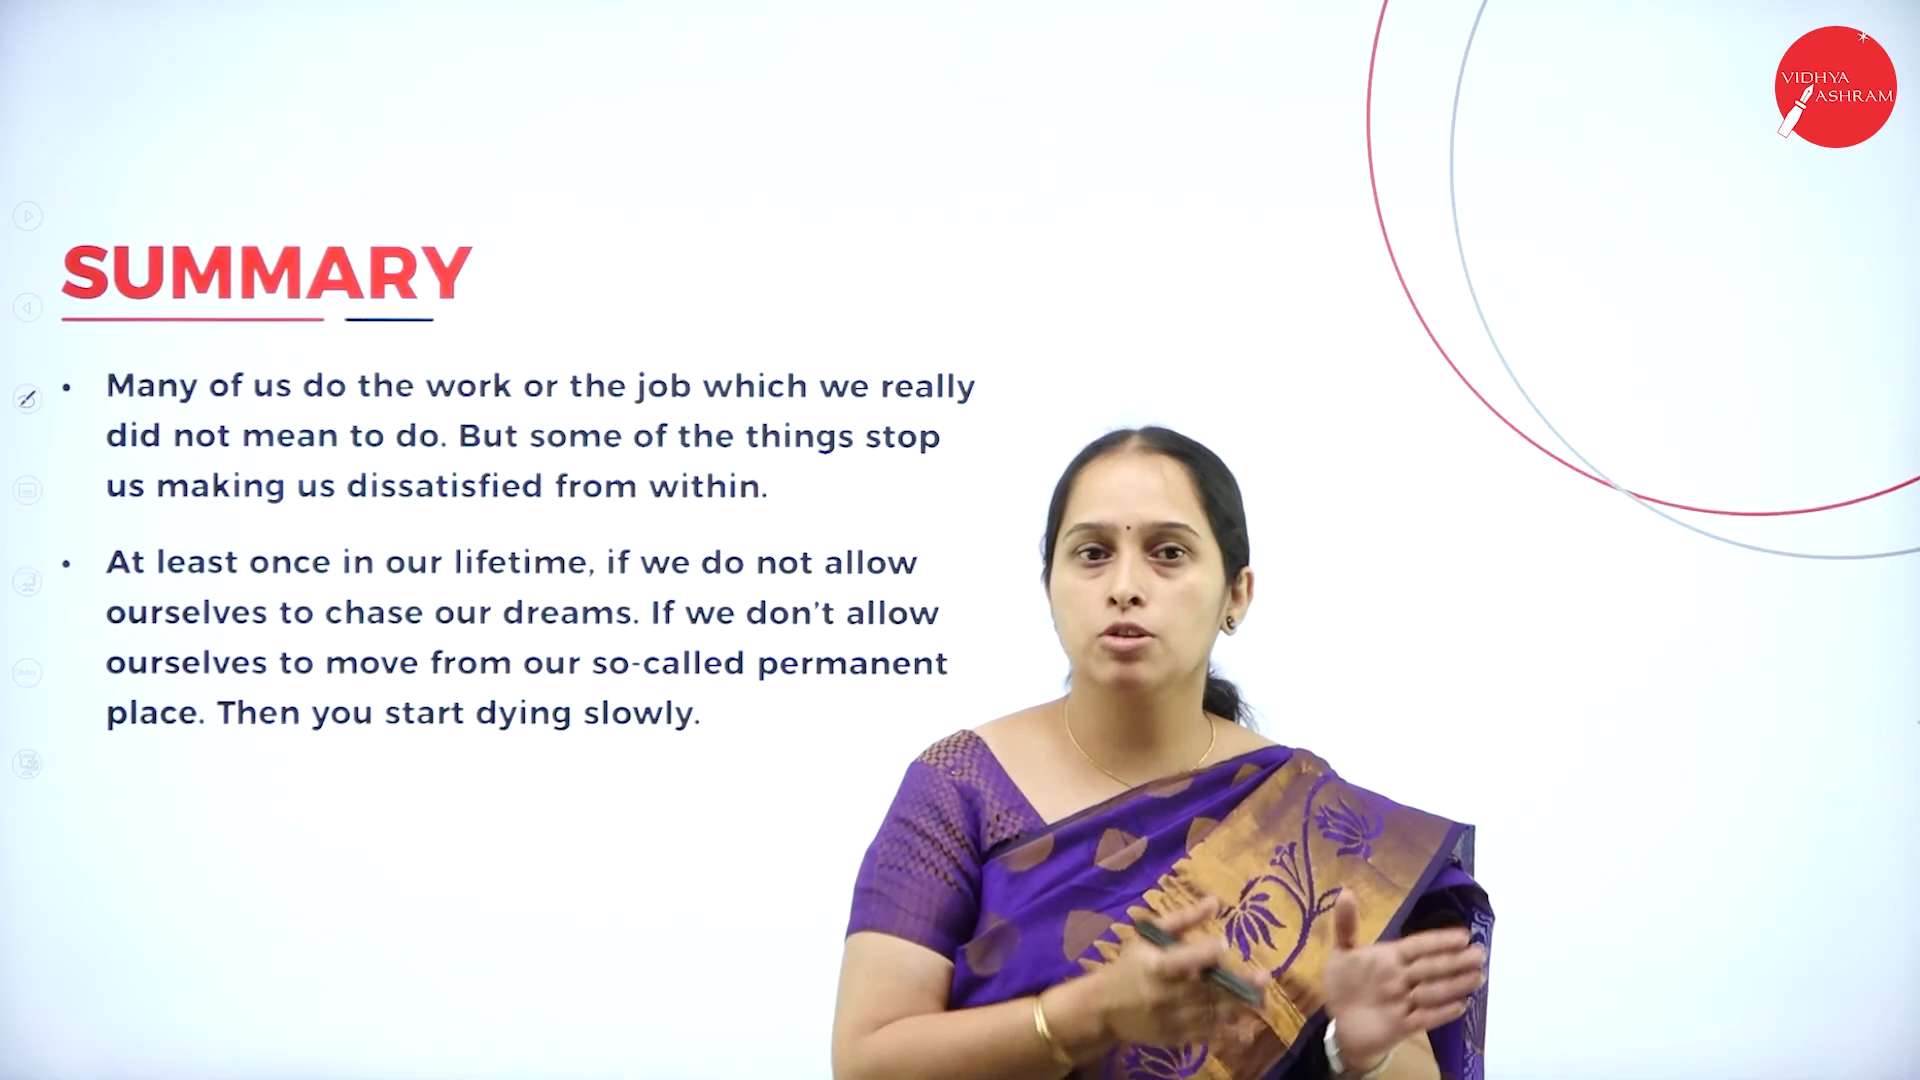 VIDHYA
ASHRAM
SUMMARY
• Many of us do the work or the job which we really
did not mean to do. But some of the things stop
us making us dissatisfied from within.
• At least once in our lifetime, if we do not allow
ourselves to chase our dreams. If we don't allow
ourselves to move from our so-called permanent
place. Then you start dying slowly.